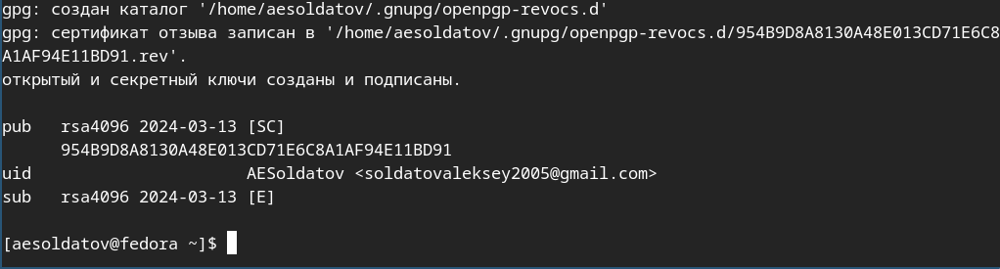 gpg: создан каталог '/home/aesoldatov/.gnupg/openpgp-revocs.d'
gpg: сертификат отзыва записан в '/home/aesoldatov/.gnupg/openpgp-revocs.d/954B9D8A8130A48E013CD71E6C8
A1AF94E11BD91.rev'.
открытый и секретный ключи созданы и подписаны.
pub   rsa4096 2024-03-13 [SC]
      954B9D8A8130A48E013CD71E6C8A1AF94E11BD91
uid                      AESoldatov <soldatovaleksey2005@gmail.com>
sub   rsa4096 2024-03-13 [E]
[aesoldatov@fedora ~]$